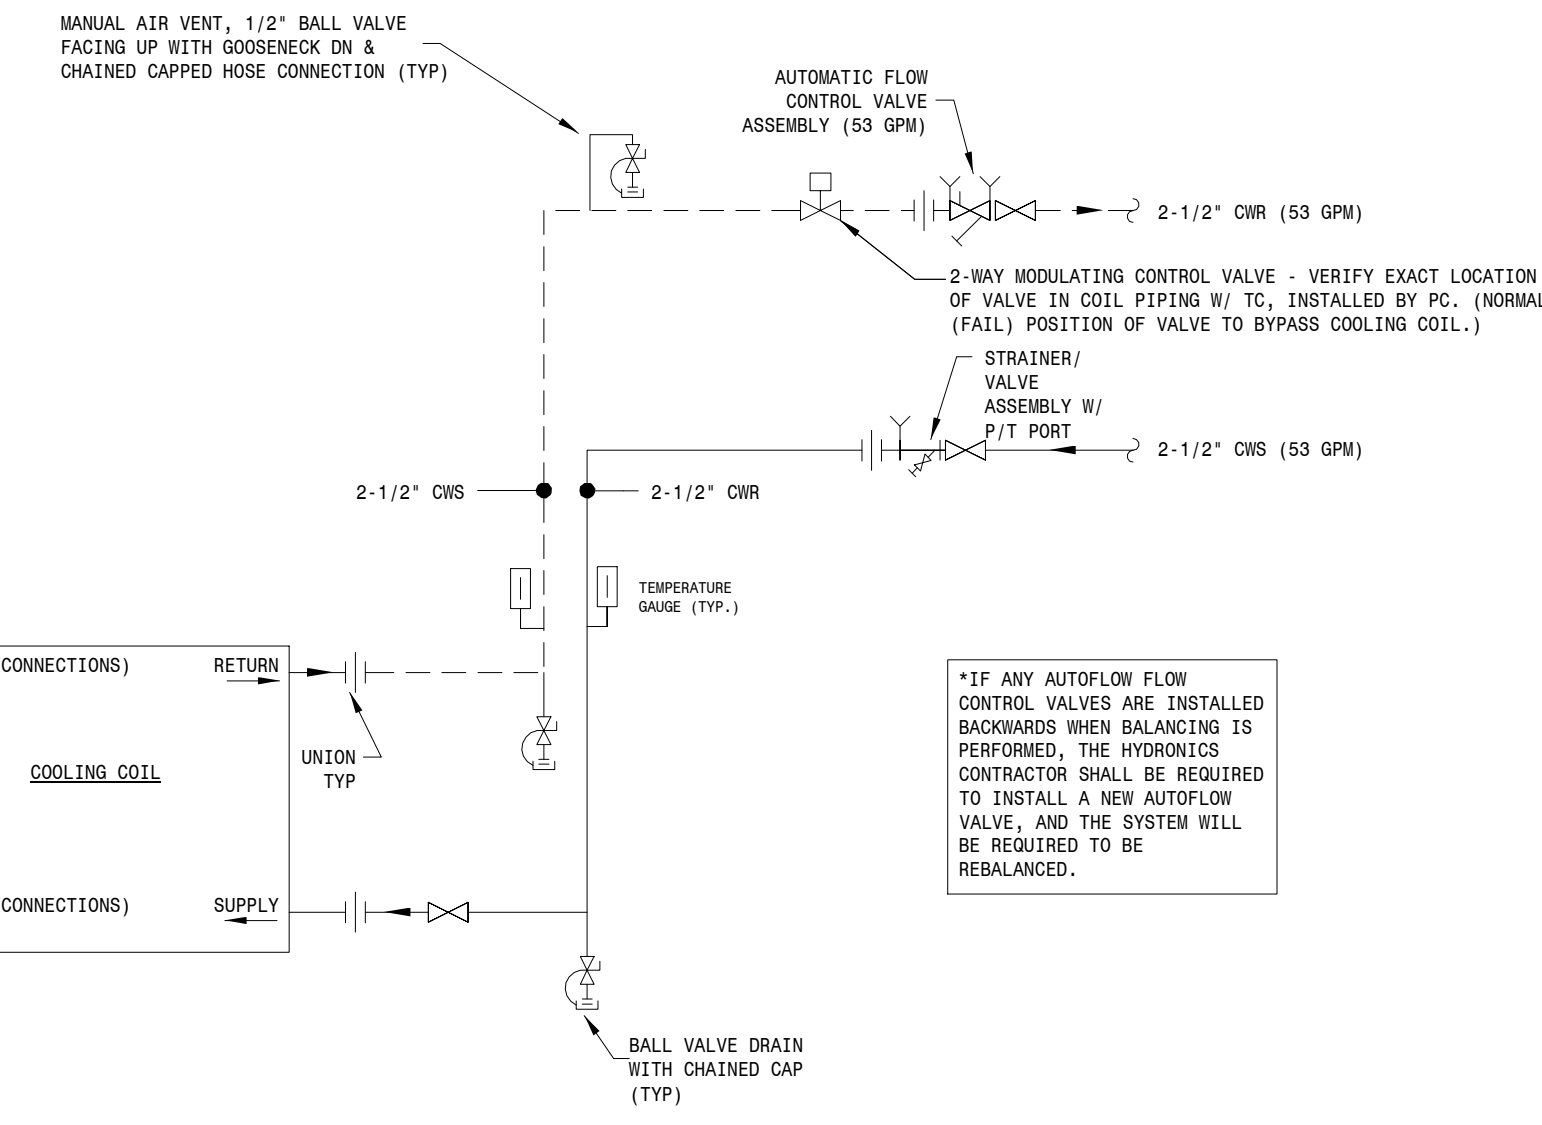 MANUAL AIR VENT, 1/2" BALL VALVE
FACING UP WITH GOOSENECK DN &
CHAINED CAPPED HOSE CONNECTION (TYP)
AUTOMATIC FLOW
CONTROL VALVE
ASSEMBLY (53 GPM)
2-1/2" CWR (53 GPM)
2-WAY MODULATING CONTROL VALVE - VERIFY EXACT LOCATION
OF VALVE IN COIL PIPING W/ TC, INSTALLED BY PC. (NORMAL
(FAIL) POSITION OF VALVE TO BYPASS COOLING COIL.)
STRAINER/
VALVE
ASSEMBLY W/
P/T PORT
2-1/2" CWS (53 GPM)
2-1/2" CWS
2-1/2" CWR
TEMPERATURE
GAUGE (TYP.)
CONNECTIONS)
RETURN
UNION
TYP
COOLING COIL
CONNECTIONS)
SUPPLY
*IF ANY AUTOFLOW FLOW
CONTROL VALVES ARE INSTALLED
BACKWARDS WHEN BALANCING IS
PERFORMED, THE HYDRONICS
CONTRACTOR SHALL BE REQUIRED
TO INSTALL A NEW AUTOFLOW
VALVE, AND THE SYSTEM WILL
BE REQUIRED TO BE
REBALANCED.
BALL VALVE DRAIN
WITH CHAINED CAP
(TYP)